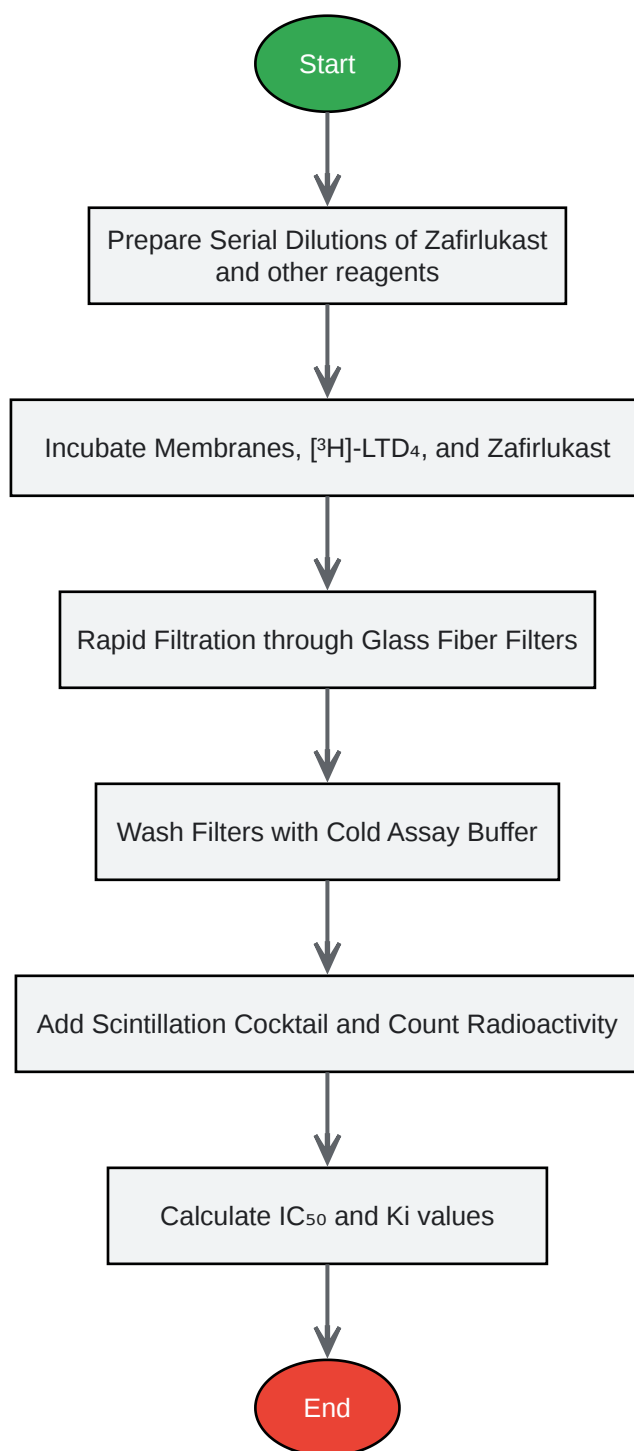 Start
Prepare Serial Dilutions of Zafirlukast
and other reagents
Incubate Membranes, [³H]-LTD₄, and Zafirlukast
Rapid Filtration through Glass Fiber Filters
Wash Filters with Cold Assay Buffer
Add Scintillation Cocktail and Count Radioactivity
Calculate IC₅₀ and Ki values
End